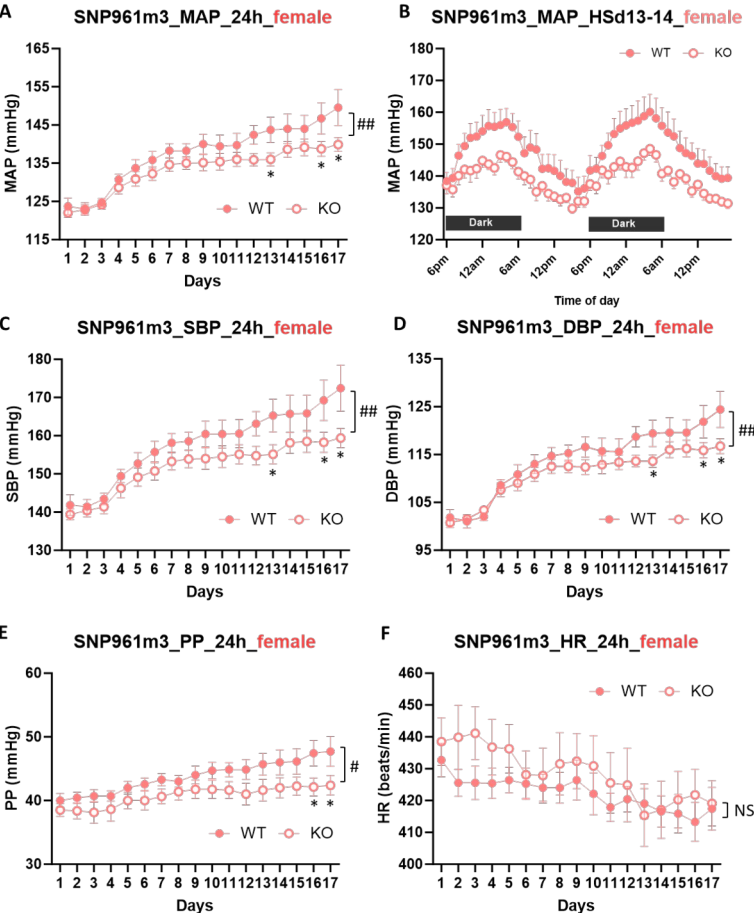 A
SNP961m3_MAP_24h_female
165
155
145
135
125
115
MAP (mmHg)
##
*
*
*
WT
KO
1 2 3 4 5 6 7 8 9 10 11 12 13 14 15 16 17
Days
B
SNP961m3_MAP_HSd13-14_female
WT
KO
180
170
160
150
140
130
120
MAP (mmHg)
Dark
Dark
6pm 12am 6am 12pm 6pm 12am 6am 12pm
Time of day
C
SNP961m3_SBP_24h_female
180
170
160
150
140
130
SBP (mmHg)
##
*
*
*
WT
KO
1 2 3 4 5 6 7 8 9 10 11 12 13 14 15 16 17
Days
D
SNP961m3_DBP_24h_female
135
125
115
105
95
DBP (mmHg)
##
*
*
*
WT
KO
1 2 3 4 5 6 7 8 9 10 11 12 13 14 15 16 17
Days
E
SNP961m3_PP_24h_female
60
50
40
30
PP (mmHg)
#
*
*
WT
KO
1 2 3 4 5 6 7 8 9 10 11 12 13 14 15 16 17
Days
F
SNP961m3_HR_24h_female
WT
KO
460
450
440
430
420
410
400
HR (beats/min)
NS
1 2 3 4 5 6 7 8 9 10 11 12 13 14 15 16 17
Days